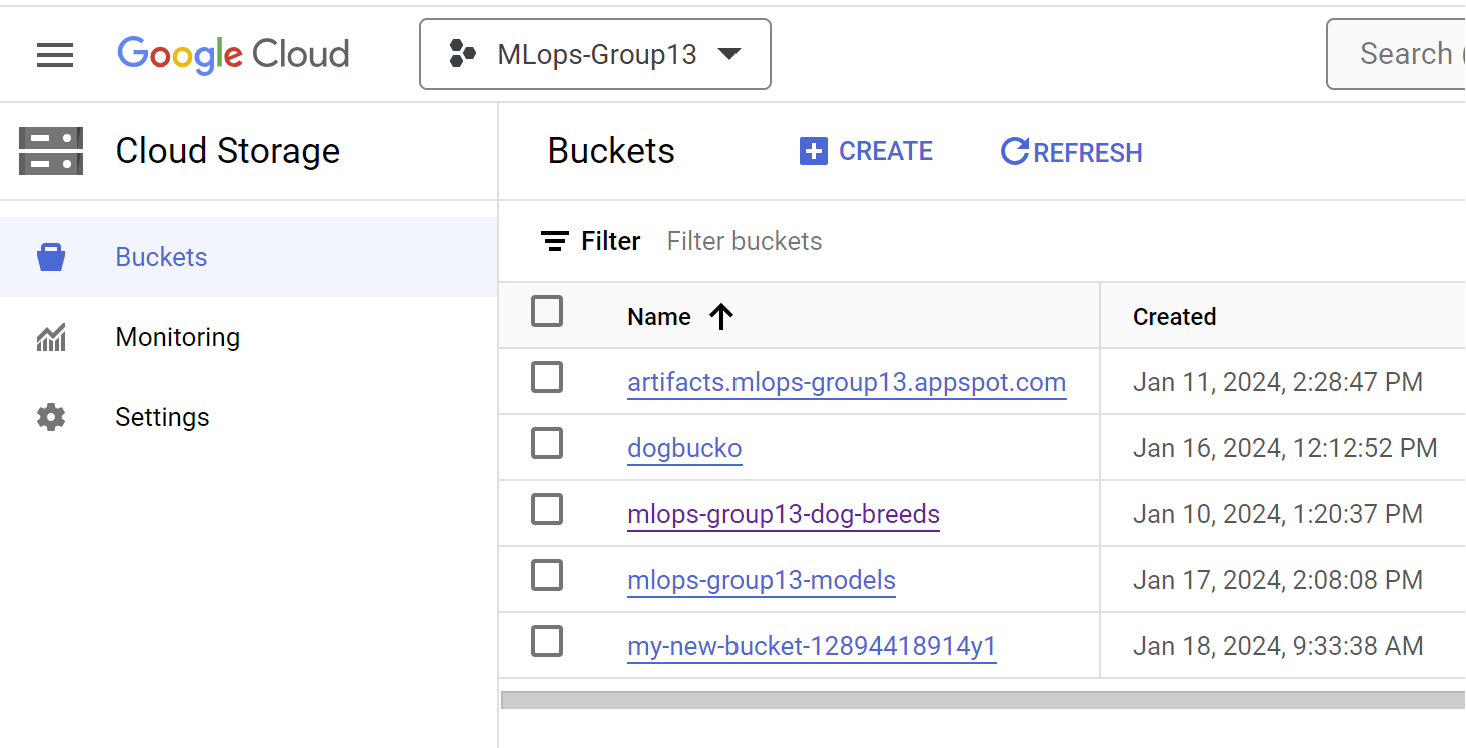 Google Cloud MLops-Group13 Search
Cloud Storage Buckets CREATE REFRESH
Buckets
Monitoring
Settings
Filter Filter buckets
Name Created
artifacts.mlops-group13.appspot.com Jan 11, 2024, 2:28:47 PM
dogbucko Jan 16, 2024, 12:12:52 PM
mlops-group13-dog-breeds Jan 10, 2024, 1:20:37 PM
mlops-group13-models Jan 17, 2024, 2:08:08 PM
my-new-bucket-12894418914y1 Jan 18, 2024, 9:33:38 AM